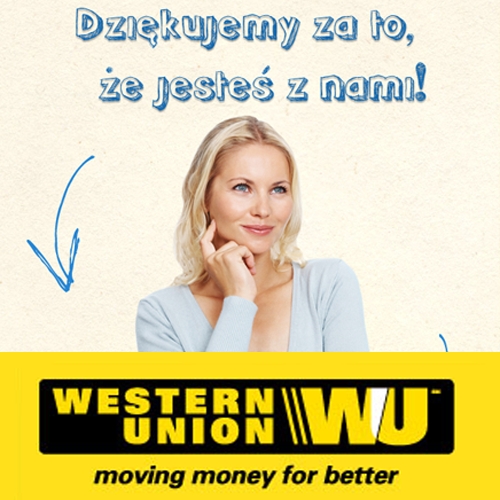 Dziękujemy za to,
że jesteś z nami!
WESTERN
UNION
WU
moving money for better